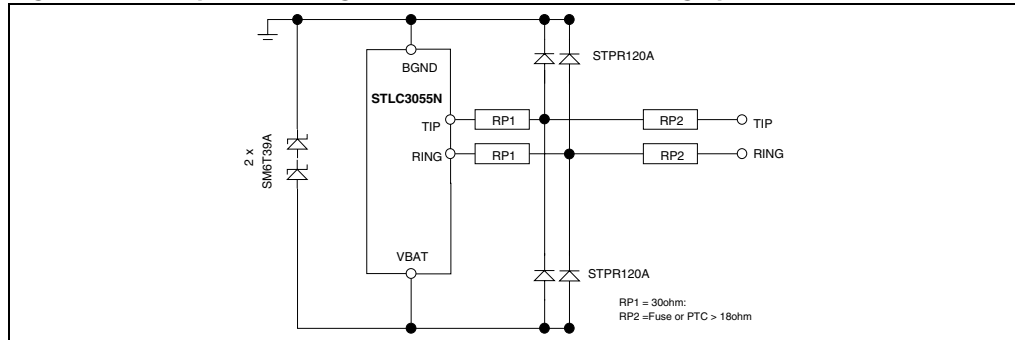 BGND
STPR120A
STLC3055N
TIP
RP1
RP2
TIP
RING
RP1
RP2
RING
2 x
SM6T39A
VBAT
STPR120A
RP1 = 30ohm:
RP2 =Fuse or PTC > 18ohm